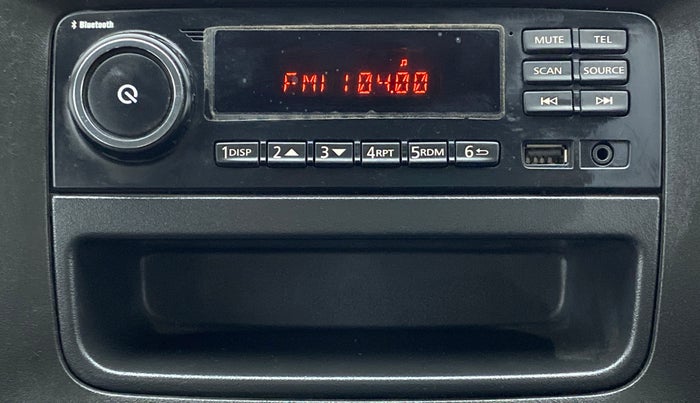 Bluetooth
FM1 104.00
MUTE TEL
SCAN SOURCE
1DISP 2 3 4RPT 5RDM 6